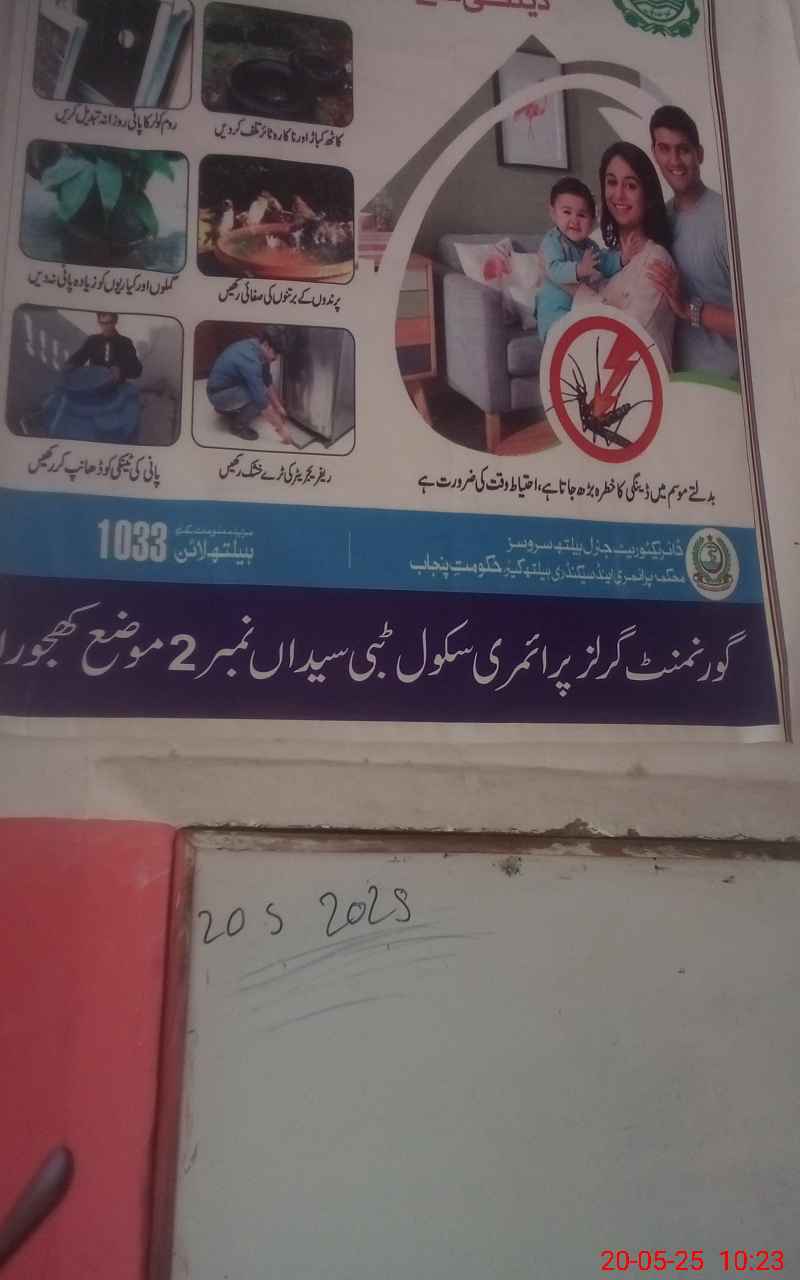 روم کولر کا پانی روزانہ تبدیل کریں
کاٹھ کباڑ اور ناکارہ ٹائر تلف کر دیں
گملوں اور کیاریوں کو زیادہ پانی نہ دیں
پرندوں کے برتنوں کی صفائی رکھیں
پانی کی ٹینکی کو ڈھانپ کر رکھیں
ریفریجریٹر کی ٹرے خشک رکھیں
بدلتے موسم میں ڈینگی کا خطرہ بڑھ جاتا ہے، احتیاط وقت کی ضرورت ہے
ڈائریکٹوریٹ جنرل ہیلتھ سروسز
محکمہ پرائمری اینڈ سیکنڈری ہیلتھ کیئر، حکومتِ پنجاب
ہیلتھ لائن 1033
گورنمنٹ گرلز پرائمری سکول ٹبی سیداں نمبر 2 موضع
20 5 2025
20-05-25 10:23